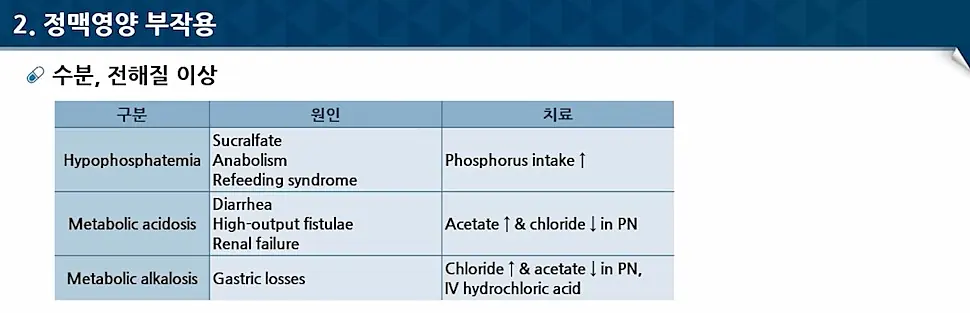 2. 정맥영양 부작용
수분, 전해질 이상
구분 원인 치료
Hypophosphatemia
Sucralfate
Anabolism
Refeeding syndrome
Phosphorus intake ↑
Metabolic acidosis
Diarrhea
High-output fistulae
Renal failure
Acetate ↑ & chloride ↓ in PN
Metabolic alkalosis
Gastric losses
Chloride ↑ & acetate ↓ in PN,
IV hydrochloric acid